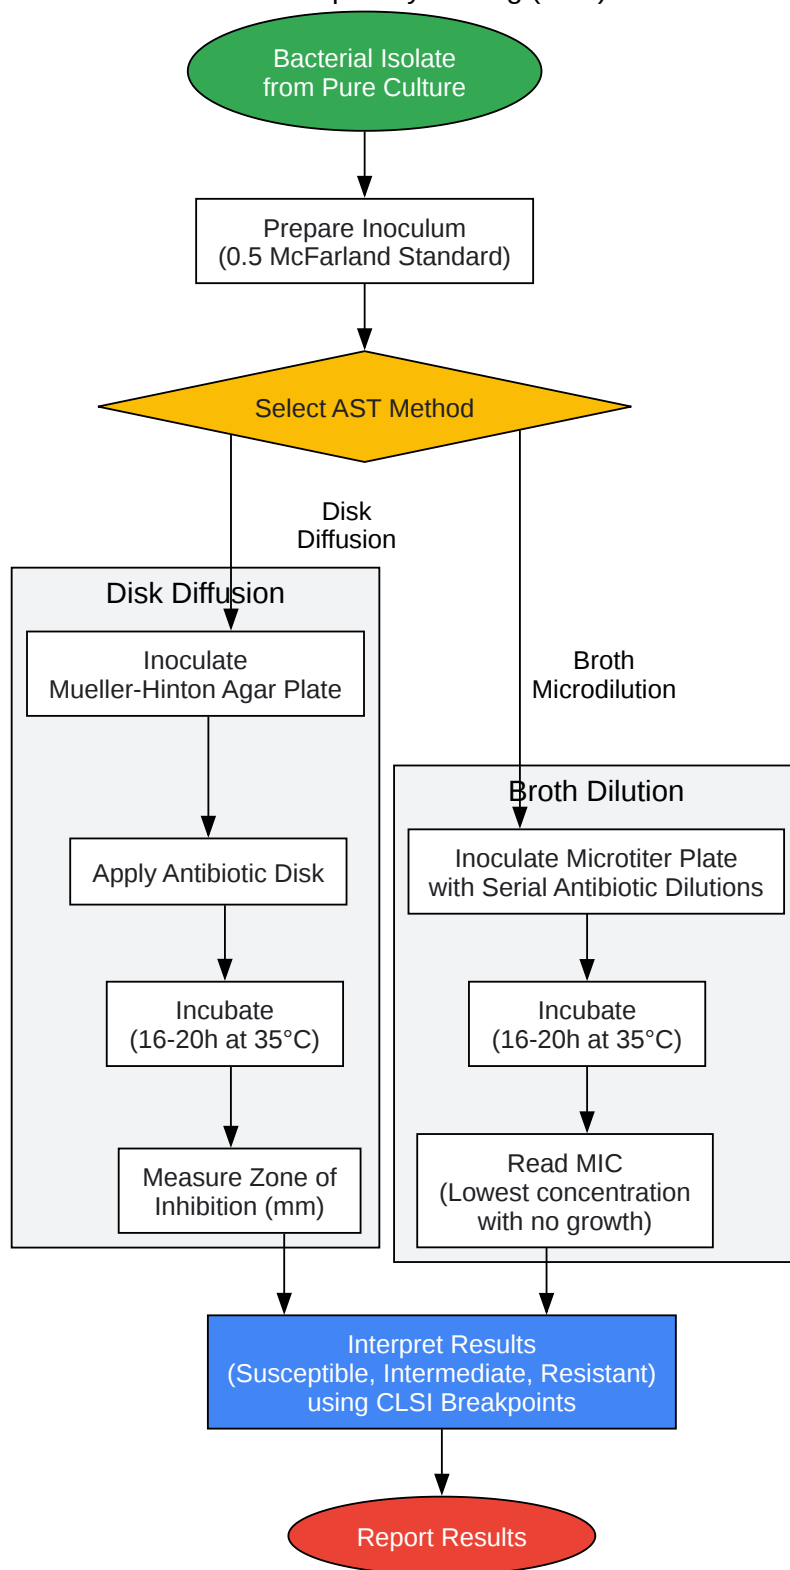 Bacterial Isolate
from Pure Culture
Prepare Inoculum
(0.5 McFarland Standard)
Select AST Method
Disk
Diffusion
Disk Diffusion
Inoculate
Mueller-Hinton Agar Plate
Broth
Microdilution
Broth Dilution
Apply Antibiotic Disk
Inoculate Microtiter Plate
with Serial Antibiotic Dilutions
Incubate
(16-20h at 35°C)
Incubate
(16-20h at 35°C)
Measure Zone of
Inhibition (mm)
Read MIC
(Lowest concentration
with no growth)
Interpret Results
(Susceptible, Intermediate, Resistant)
using CLSI Breakpoints
Report Results